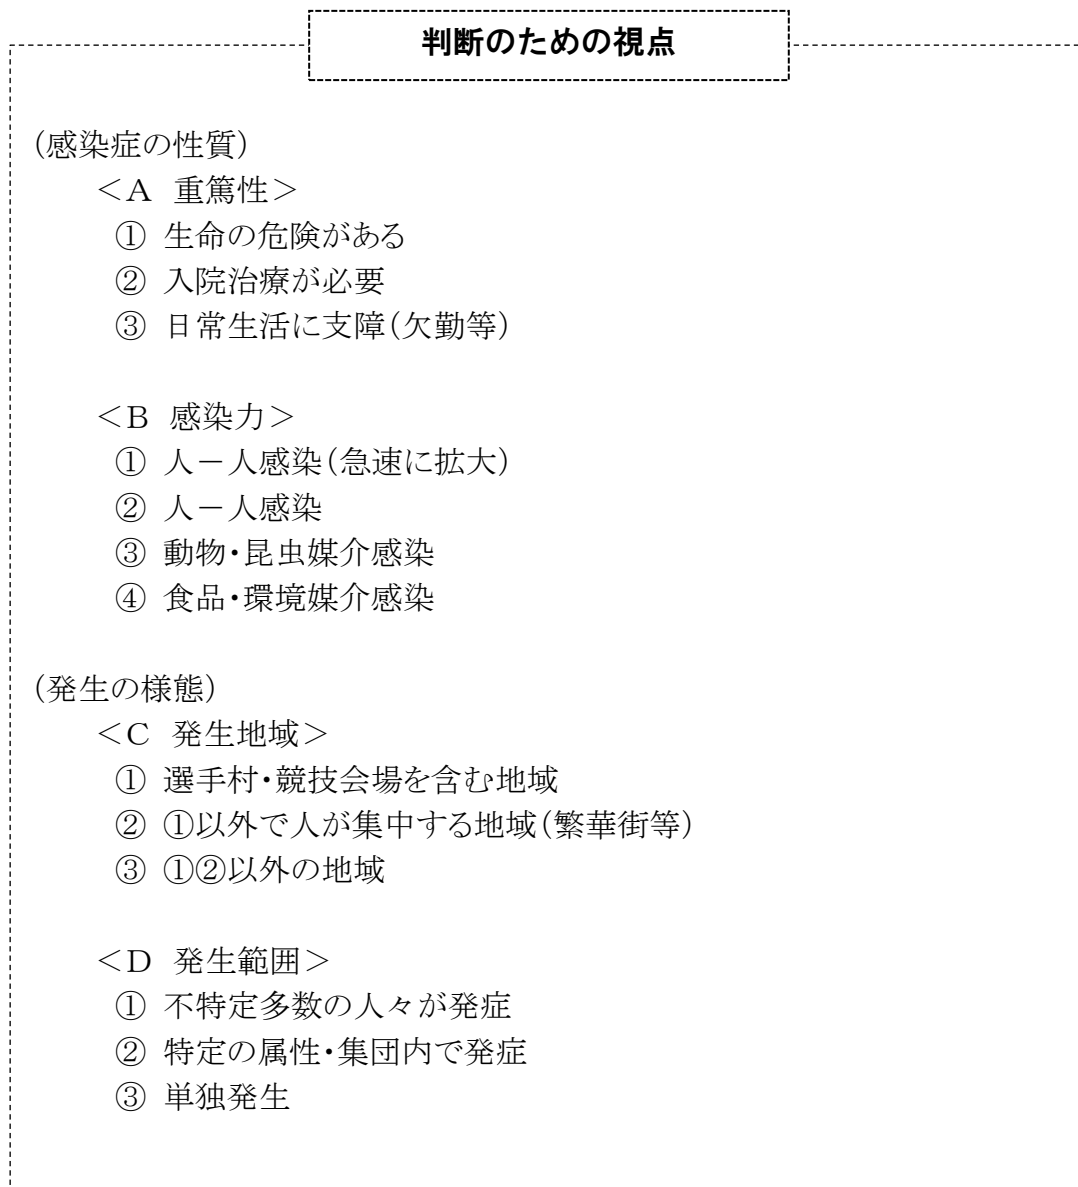 判断のための視点
(感染症の性質)
＜A 重篤性＞
① 生命の危険がある
② 入院治療が必要
③ 日常生活に支障(欠勤等)
＜B 感染力＞
① 人－人感染(急速に拡大)
② 人－人感染
③ 動物・昆虫媒介感染
④ 食品・環境媒介感染
(発生の様態)
＜C 発生地域＞
① 選手村・競技会場を含む地域
② ①以外で人が集中する地域(繁華街等)
③ ①②以外の地域
＜D 発生範囲＞
① 不特定多数の人々が発症
② 特定の属性・集団内で発症
③ 単独発生